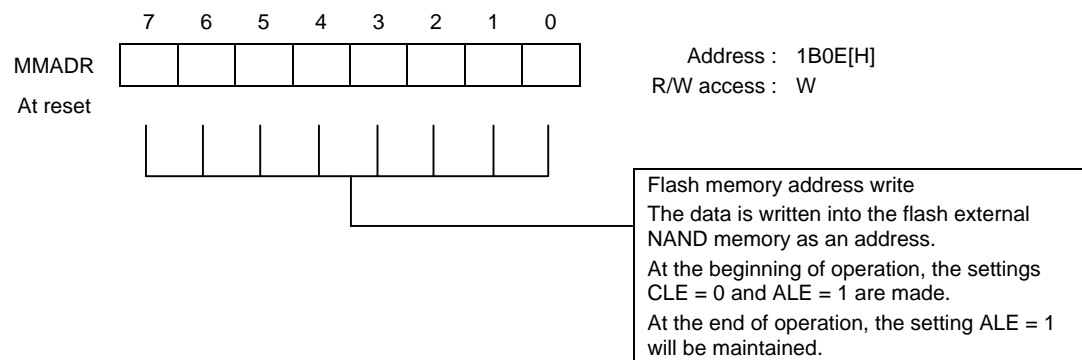 7 6 5 4 3 2 1 0
MMADR
At reset
Address : 1B0E[H]
R/W access : W
Flash memory address write
The data is written into the flash external
NAND memory as an address.
At the beginning of operation, the settings
CLE = 0 and ALE = 1 are made.
At the end of operation, the setting ALE = 1
will be maintained.